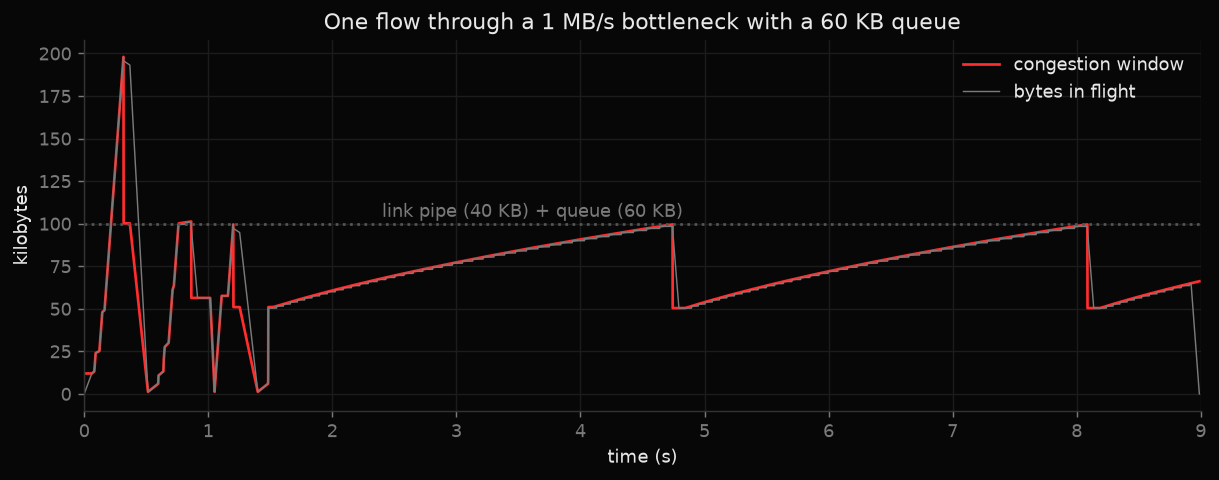 One flow through a 1 MB/s bottleneck with a 60 KB queue
congestion window
bytes in flight
link pipe (40 KB) + queue (60 KB)
kilobytes
200
175
150
125
100
75
50
25
0
0 1 2 3 4 5 6 7 8 9
time (s)